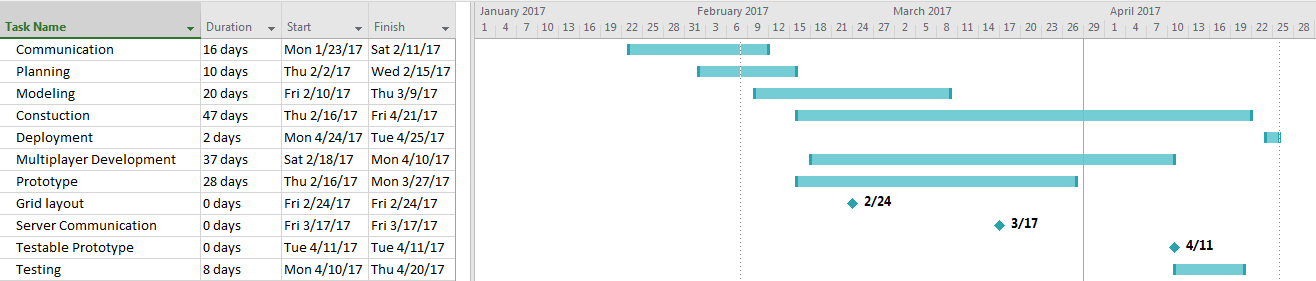 January 2017 February 2017 March 2017 April 2017
Task Name Duration Start Finish 1 4 7 10 13 16 19 22 25 28 31 3 6 9 12 15 18 21 24 27 2 5 8 11 14 17 20 23 26 29 1 4 7 10 13 16 19 22 25 28
Communication 16 days Mon 1/23/17 Sat 2/11/17
Planning 10 days Thu 2/2/17 Wed 2/15/17
Modeling 20 days Fri 2/10/17 Thu 3/9/17
Constuction 47 days Thu 2/16/17 Fri 4/21/17
Deployment 2 days Mon 4/24/17 Tue 4/25/17
Multiplayer Development 37 days Sat 2/18/17 Mon 4/10/17
Prototype 28 days Thu 2/16/17 Mon 3/27/17
Grid layout 0 days Fri 2/24/17 Fri 2/24/17 2/24
Server Communication 0 days Fri 3/17/17 Fri 3/17/17 3/17
Testable Prototype 0 days Tue 4/11/17 Tue 4/11/17 4/11
Testing 8 days Mon 4/10/17 Thu 4/20/17